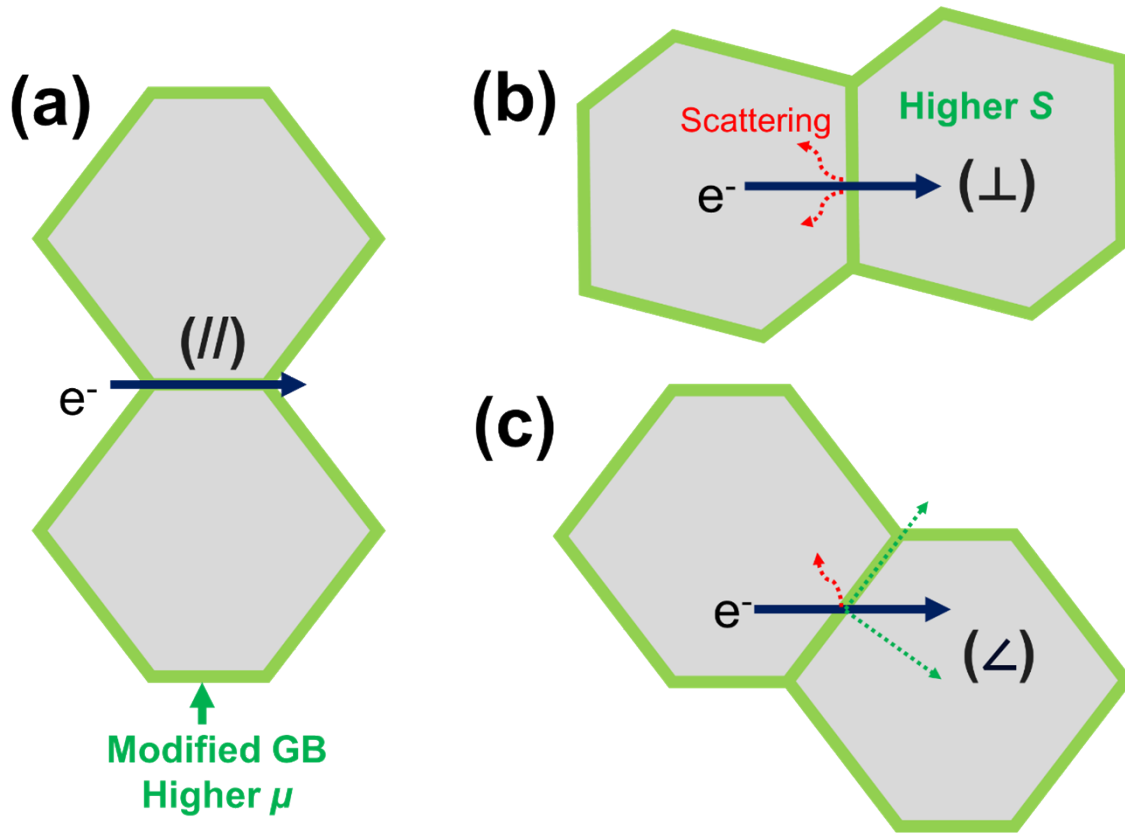 (a)
(//)
e-
Modified GB
Higher μ
(b)
Scattering
Higher S
e-
(⊥)
(c)
e-
(∠)